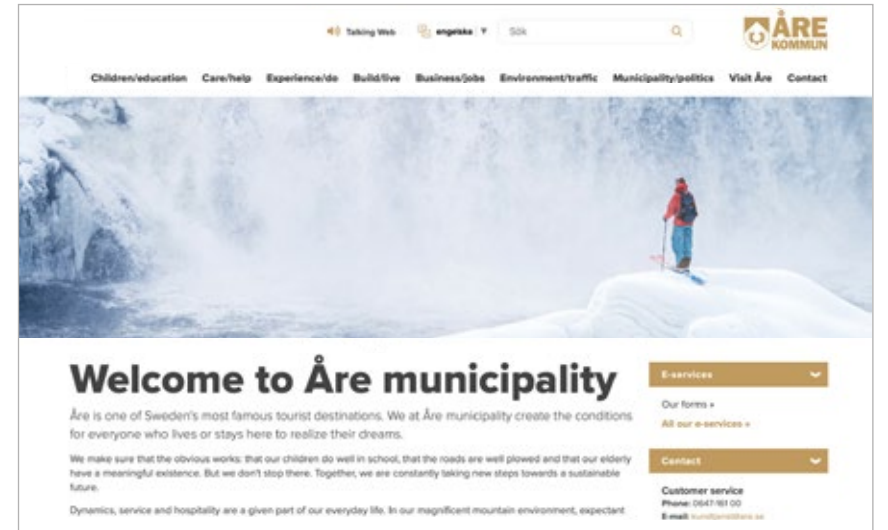 Talking Web engelska Sök
ÅRE
KOMMUN
Children/education Care/help Experience/do Build/live Business/jobs Environment/traffic Municipality/politics Visit Åre Contact
Welcome to Åre municipality
Åre is one of Sweden's most famous tourist destinations. We at Åre municipality create the conditions
for everyone who lives or stays here to realize their dreams.
We make sure that the obvious works: that our children do well in school, that the roads are well plowed and that our elderly
have a meaningful existence. But we don't stop there. Together, we are constantly taking new steps towards a sustainable
future.
Dynamics, service and hospitality are a given part of our everyday life. In our magnificent mountain environment, expectant
E-services
Our forms »
All our e-services »
Contact
Customer service
Phone: 0647-161 00
E-mail: kundtjanst@are.se